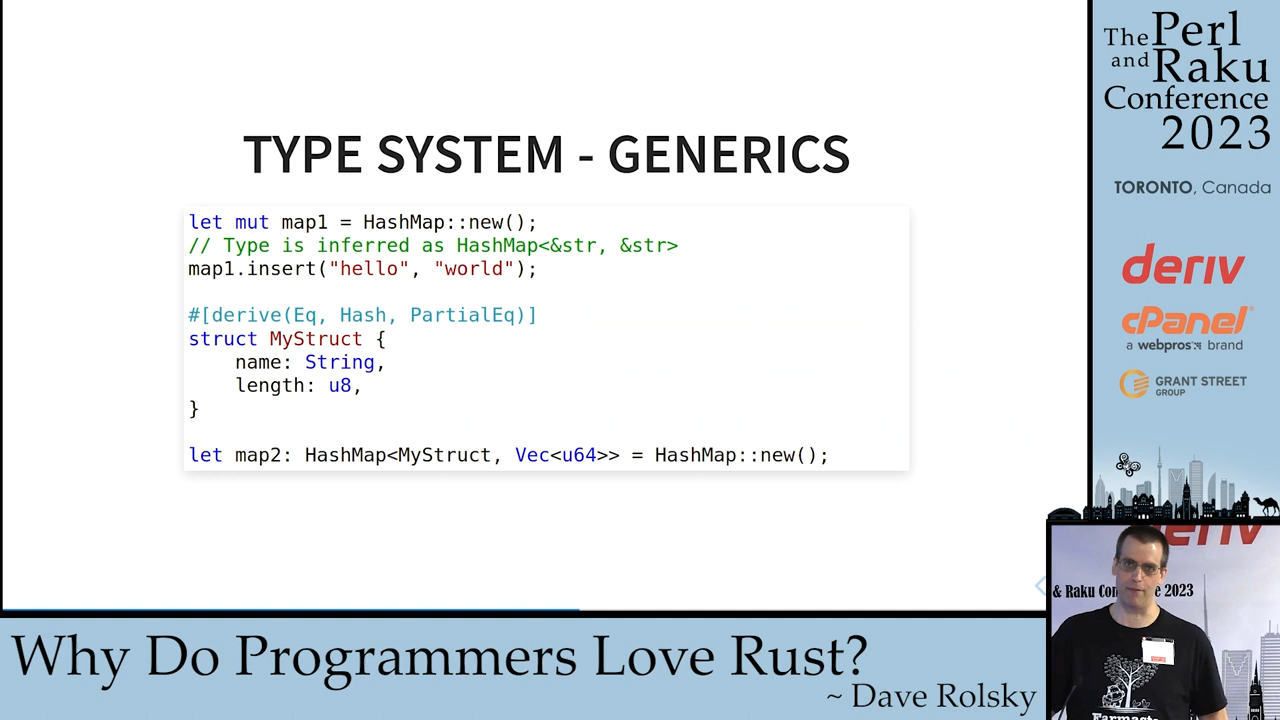 TYPE SYSTEM - GENERICS
let mut map1 = HashMap::new();
// Type is inferred as HashMap<&str, &str>
map1.insert("hello", "world");
#[derive(Eq, Hash, PartialEq)]
struct MyStruct {
    name: String,
    length: u8,
}
let map2: HashMap<MyStruct, Vec<u64>> = HashMap::new();
The Perl
and Raku
Conference
2023
TORONTO, Canada
deriv
cPanel®
a webpros brand
GRANT STREET
GROUP
& Raku Con 2023
Why Do Programmers Love Rust?
~ Dave Rolsky